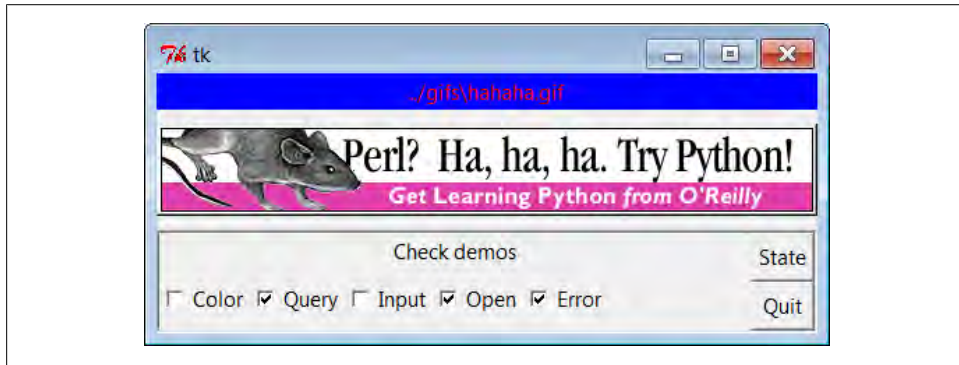 tk
../gifs\hahaha.gif
Perl? Ha, ha, ha. Try Python!
Get Learning Python from O'Reilly
Check demos
State
Color Query Input Open Error
Quit